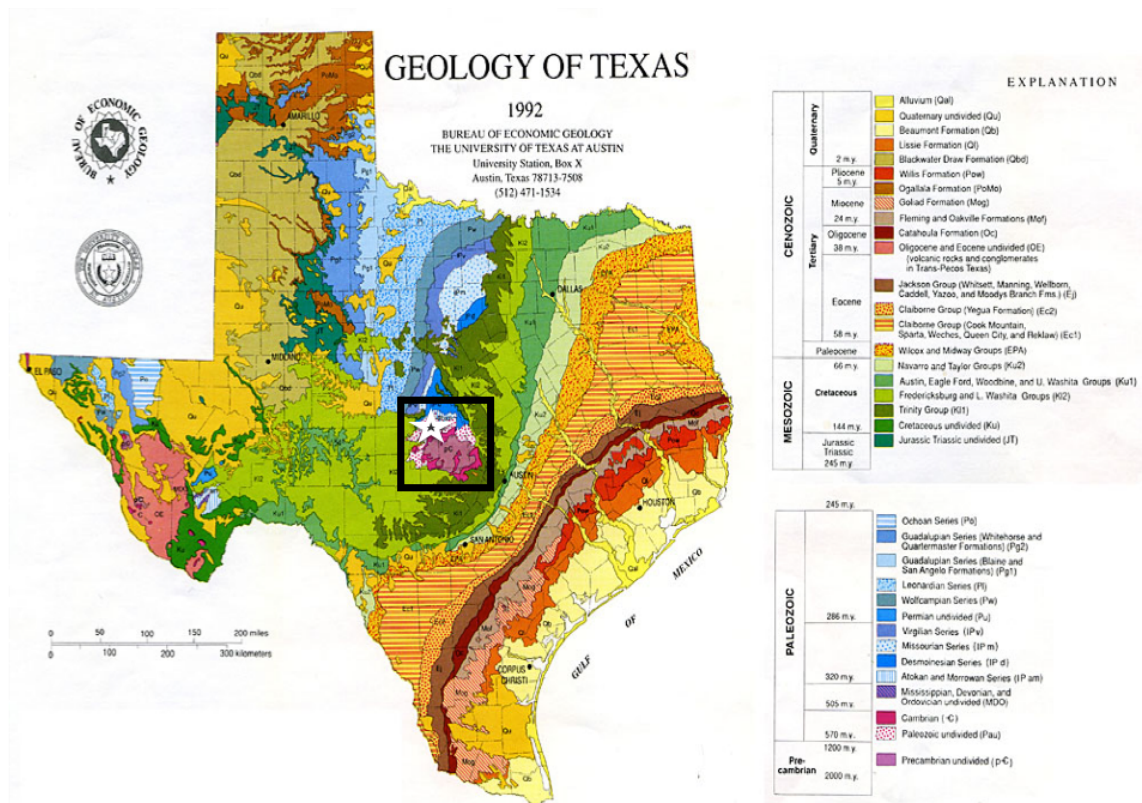 GEOLOGY OF TEXAS
1992
BUREAU OF ECONOMIC GEOLOGY
THE UNIVERSITY OF TEXAS AT AUSTIN
University Station, Box X
Austin, Texas 78713-7508
(512) 471-1534
BUREAU OF ECONOMIC GEOLOGY
EXPLANATION
CENOZOIC
Quaternary
2 m.y.
Tertiary
Pliocene
5 m.y.
Miocene
24 m.y.
Oligocene
38 m.y.
Eocene
58 m.y.
Paleocene
66 m.y.
MESOZOIC
Cretaceous
144 m.y.
Jurassic
Triassic
245 m.y.
Alluvium (Qal)
Quaternary undivided (Qu)
Beaumont Formation (Qb)
Lissie Formation (Ql)
Blackwater Draw Formation (Qbd)
Willis Formation (Pow)
Ogallala Formation (PoMo)
Goliad Formation (Mog)
Fleming and Oakville Formations (Mof)
Catahoula Formation (Oc)
Oligocene and Eocene undivided (OE)
(volcanic rocks and conglomerates
in Trans-Pecos Texas)
Jackson Group (Whitsett, Manning, Wellborn,
Caddell, Yazoo, and Moodys Branch Fms.) (Ej)
Claiborne Group (Yegua Formation) (Ec2)
Claiborne Group (Cook Mountain,
Sparta, Weches, Queen City, and Reklaw) (Ec1)
Wilcox and Midway Groups (EPA)
Navarro and Taylor Groups (Ku2)
Austin, Eagle Ford, Woodbine, and U. Washita Groups (Ku1)
Fredericksburg and L. Washita Groups (Kl2)
Trinity Group (Kl1)
Cretaceous undivided (Ku)
Jurassic Triassic undivided (JT)
245 m.y.
PALEOZOIC
286 m.y.
320 m.y.
505 m.y.
570 m.y.
Pre-
cambrian
1200 m.y.
2000 m.y.
Ochoan Series (Po)
Guadalupian Series (Whitehorse and
Quartermaster Formations) (Pg2)
Guadalupian Series (Blaine and
San Angelo Formations) (Pg1)
Leonardian Series (Pl)
Wolfcampian Series (Pw)
Permian undivided (Pu)
Virgilian Series (IPv)
Missourian Series (IP m)
Desmoinesian Series (IP d)
Atokan and Morrowan Series (IP am)
Mississippian, Devonian, and
Ordovician undivided (MDO)
Cambrian (-C)
Paleozoic undivided (Pau)
Precambrian undivided (p-C)
AMARILLO
DALLAS
MIDLAND
EL PASO
AUSTIN
HOUSTON
SAN ANTONIO
CORPUS
CHRISTI
GULF OF MEXICO
0 50 100 150 200 miles
0 100 200 300 kilometers